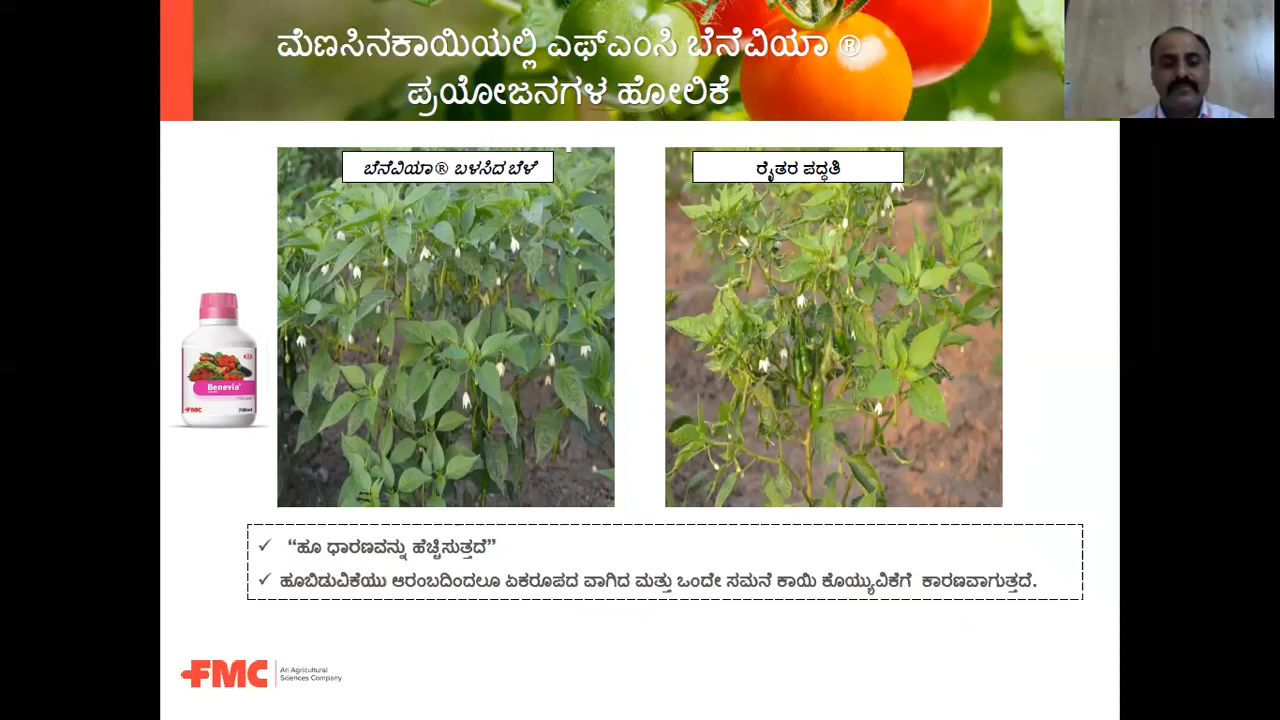 ಮೆಣಸಿನಕಾಯಿಯಲ್ಲಿ ಎಫ್ಎಂಸಿ ಬೆನೆವಿಯಾ ®
ಪ್ರಯೋಜನಗಳ ಹೋಲಿಕೆ
ಬೆನೆವಿಯಾ® ಬಳಸಿದ ಬೆಳೆ
ರೈತರ ಪದ್ಧತಿ
Benevia®
FMC
“ಹೂ ಧಾರಣವನ್ನು ಹೆಚ್ಚಿಸುತ್ತದೆ”
ಹೂಬಿಡುವಿಕೆಯು ಆರಂಬದಿಂದಲೂ ಏಕರೂಪದ ವಾಗಿದ ಮತ್ತು ಒಂದೇ ಸಮನೆ ಕಾಯಿ ಕೊಯ್ಯುವಿಕೆಗೆ ಕಾರಣವಾಗುತ್ತದೆ.
FMC
An Agricultural
Sciences Company